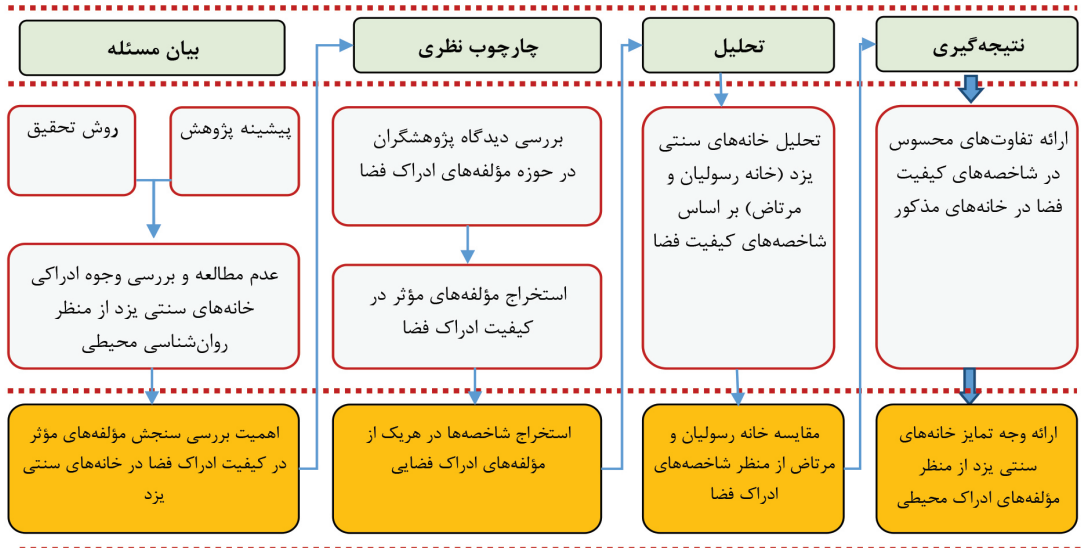 بیان مسئله
پیشینه پژوهش
روش تحقیق
عدم مطالعه و بررسی وجوه ادراکی
خانه‌های سنتی یزد از منظر
روان‌شناسی محیطی
اهمیت بررسی سنجش مؤلفه‌های مؤثر
در کیفیت ادراک فضا در خانه‌های سنتی
یزد
چارچوب نظری
بررسی دیدگاه پژوهشگران
در حوزه مؤلفه‌های ادراک فضا
استخراج مؤلفه‌های مؤثر در
کیفیت ادراک فضا
استخراج شاخصه‌ها در هریک از
مؤلفه‌های ادراک فضایی
تحلیل
تحلیل خانه‌های سنتی
یزد (خانه رسولیان و
مرتاض) بر اساس
شاخصه‌های کیفیت فضا
مقایسه خانه رسولیان و
مرتاض از منظر شاخصه‌های
ادراک فضا
نتیجه‌گیری
ارائه تفاوت‌های محسوس
در شاخصه‌های کیفیت
فضا در خانه‌های مذکور
ارائه وجه تمایز خانه‌های
سنتی یزد از منظر
مؤلفه‌های ادراک محیطی